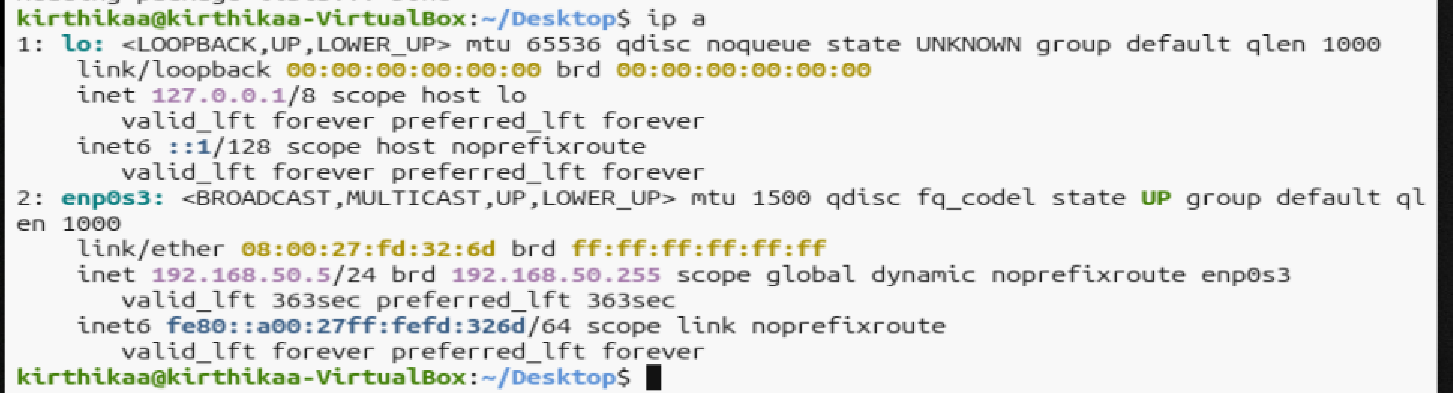 kirthikaa@kirthikaa-VirtualBox:~/Desktop$ ip a
1: lo: <LOOPBACK,UP,LOWER_UP> mtu 65536 qdisc noqueue state UNKNOWN group default qlen 1000
    link/loopback 00:00:00:00:00:00 brd 00:00:00:00:00:00
    inet 127.0.0.1/8 scope host lo
       valid_lft forever preferred_lft forever
    inet6 ::1/128 scope host noprefixroute
       valid_lft forever preferred_lft forever
2: enp0s3: <BROADCAST,MULTICAST,UP,LOWER_UP> mtu 1500 qdisc fq_codel state UP group default ql
en 1000
    link/ether 08:00:27:fd:32:6d brd ff:ff:ff:ff:ff:ff
    inet 192.168.50.5/24 brd 192.168.50.255 scope global dynamic noprefixroute enp0s3
       valid_lft 363sec preferred_lft 363sec
    inet6 fe80::a00:27ff:fefd:326d/64 scope link noprefixroute
       valid_lft forever preferred_lft forever
kirthikaa@kirthikaa-VirtualBox:~/Desktop$